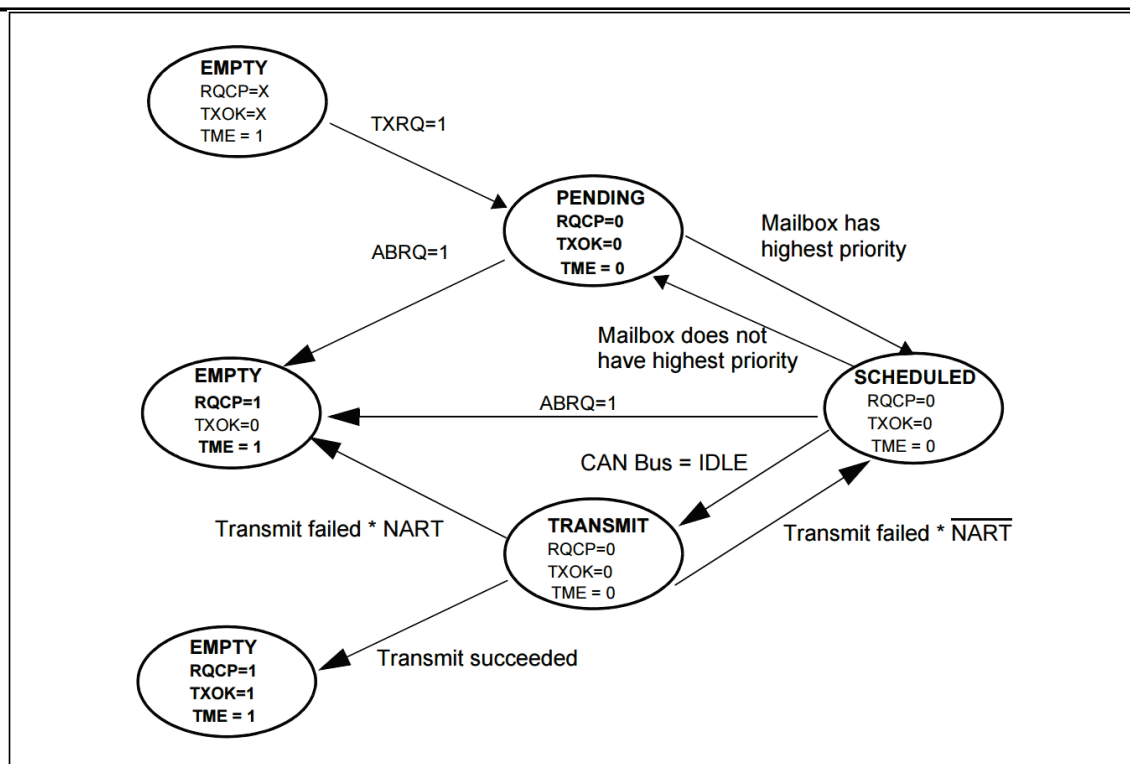 EMPTY
RQCP=X
TXOK=X
TME = 1
TXRQ=1
PENDING
RQCP=0
TXOK=0
TME = 0
Mailbox has
highest priority
ABRQ=1
Mailbox does not
have highest priority
EMPTY
RQCP=1
TXOK=0
TME = 1
SCHEDULED
RQCP=0
TXOK=0
TME = 0
ABRQ=1
CAN Bus = IDLE
Transmit failed * NART
TRANSMIT
RQCP=0
TXOK=0
TME = 0
Transmit failed * N̅A̅R̅T̅
EMPTY
RQCP=1
TXOK=1
TME = 1
Transmit succeeded